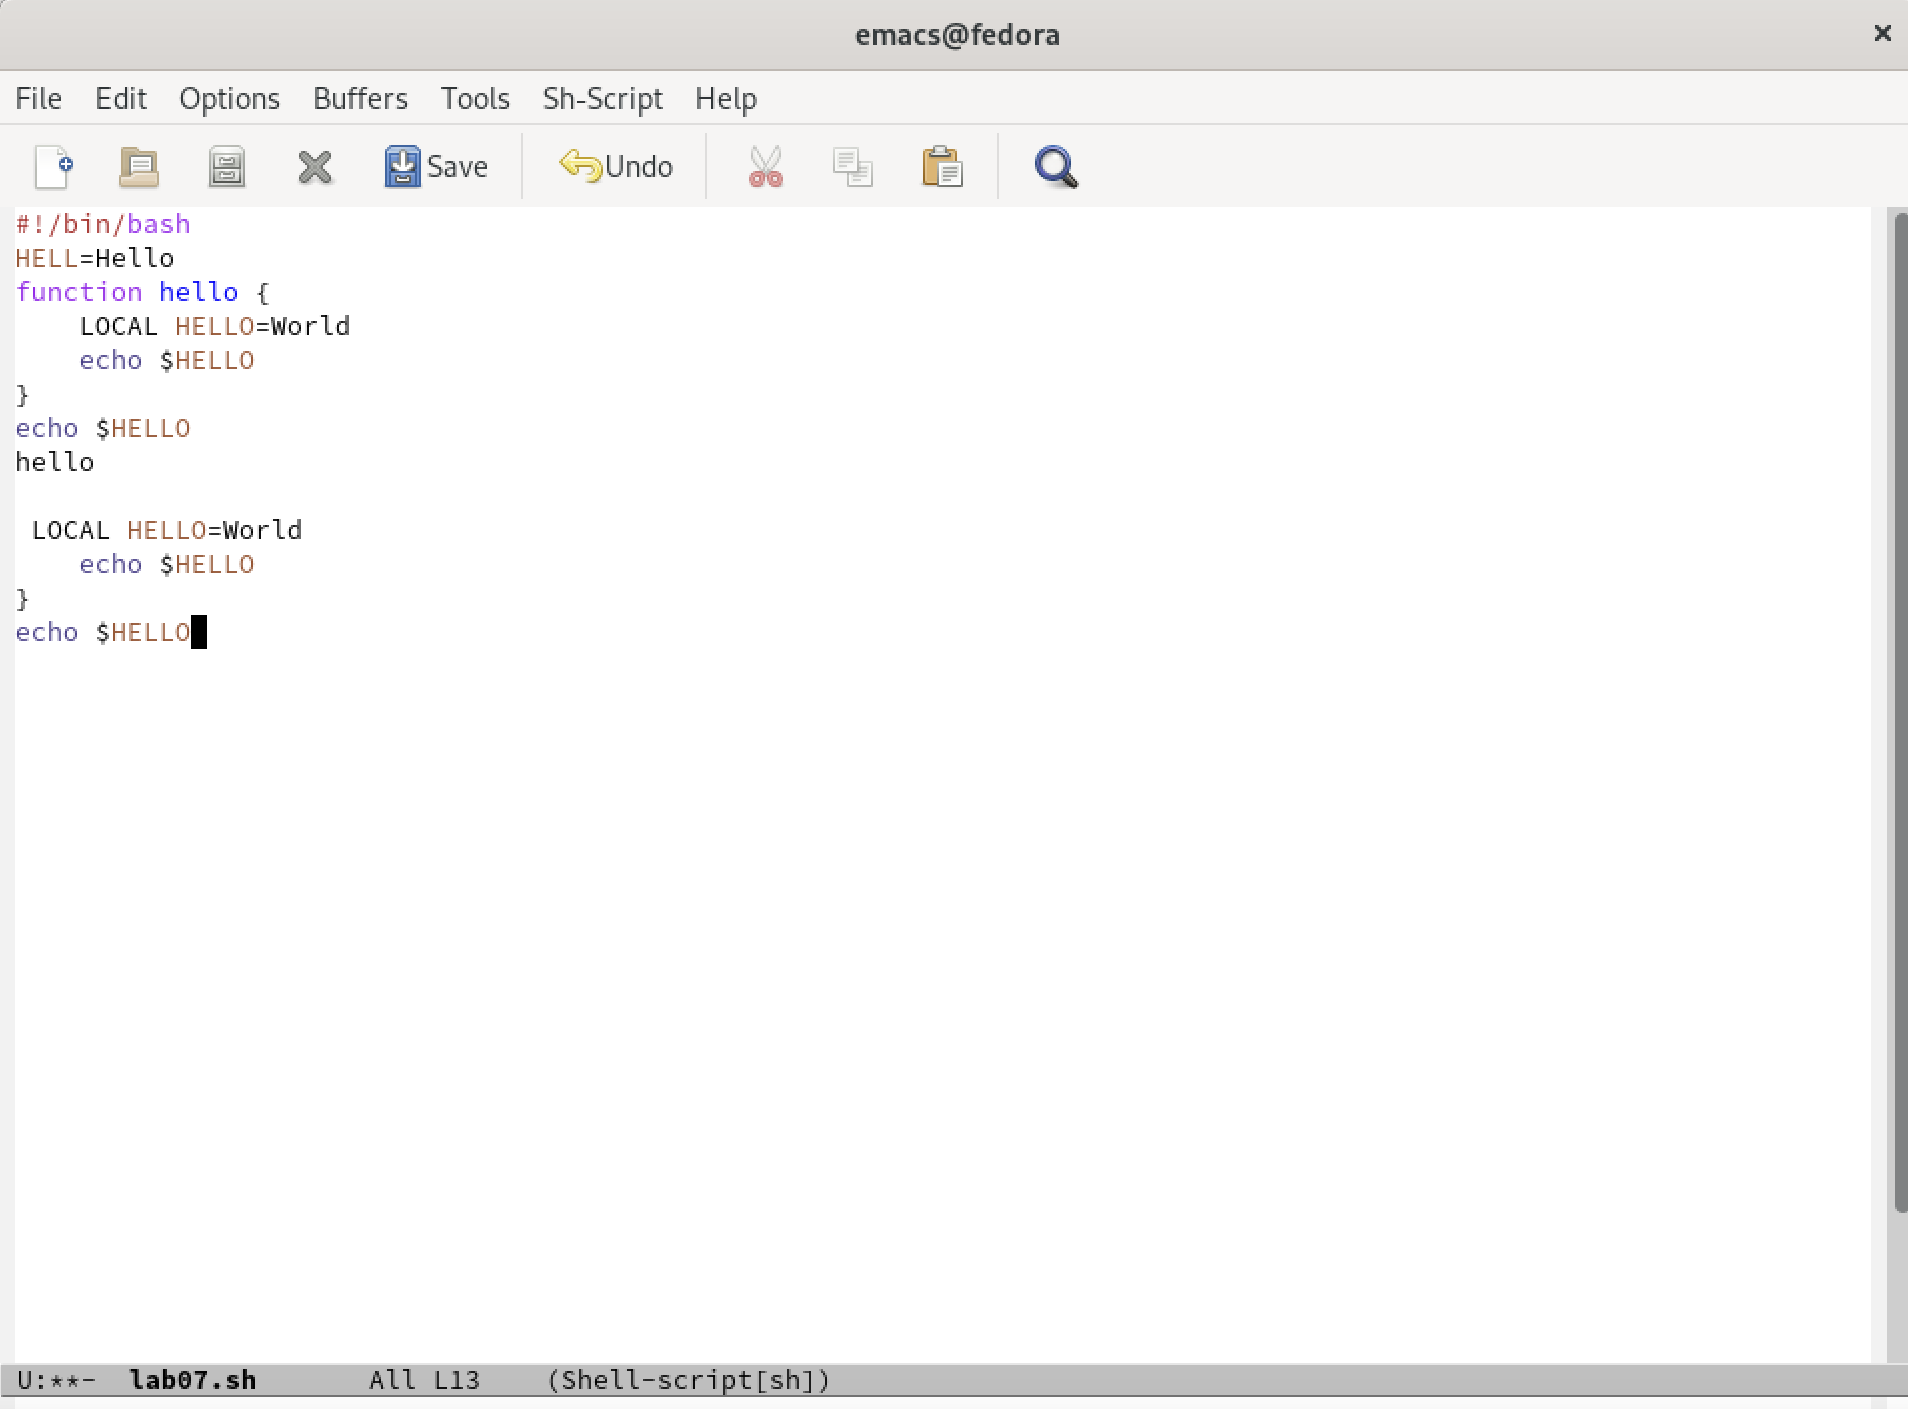 emacs@fedora
File Edit Options Buffers Tools Sh-Script Help
Save Undo
#!/bin/bash
HELL=Hello
function hello {
    LOCAL HELLO=World
    echo $HELLO
}
echo $HELLO
hello

 LOCAL HELLO=World
    echo $HELLO
}
echo $HELLO
U:**-  lab07.sh       All L13    (Shell-script[sh])